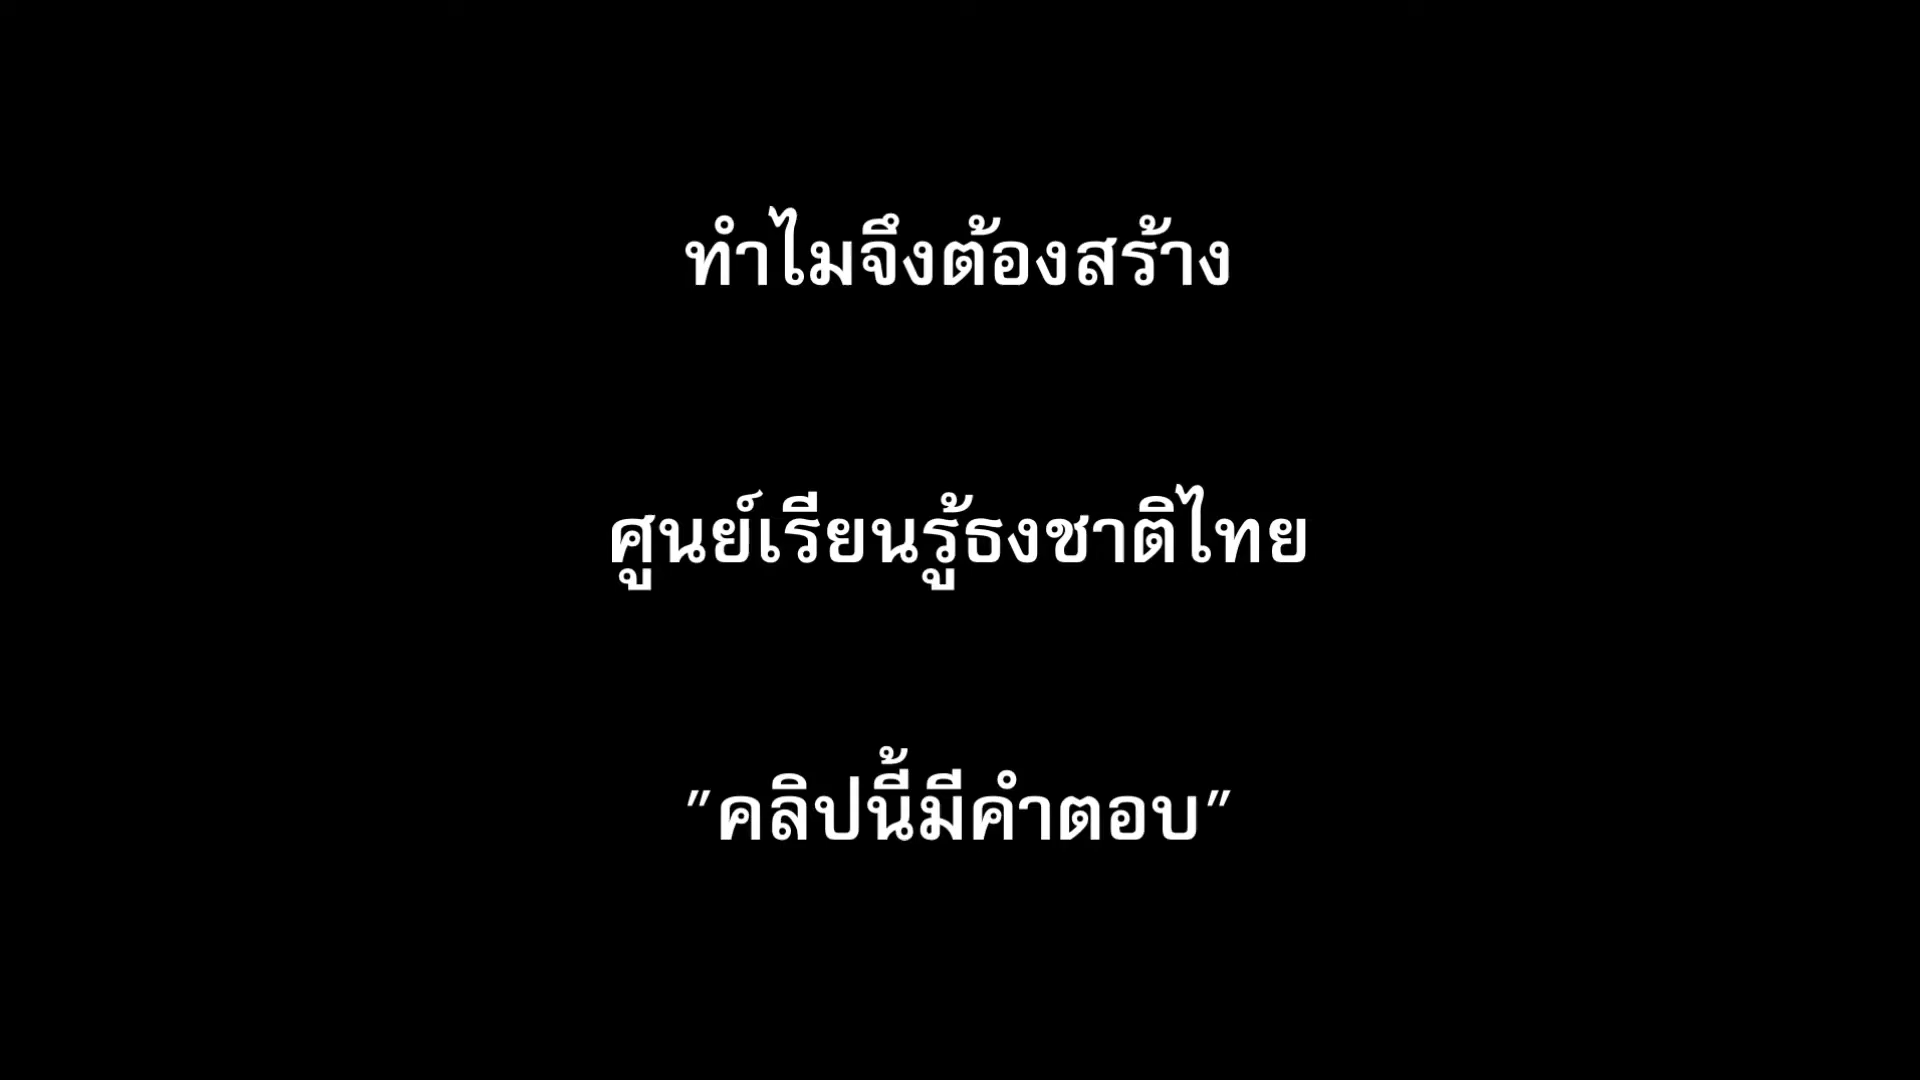 ทำไมจึงต้องสร้าง
ศูนย์เรียนรู้ธงชาติไทย
"คลิปนี้มีคำตอบ"